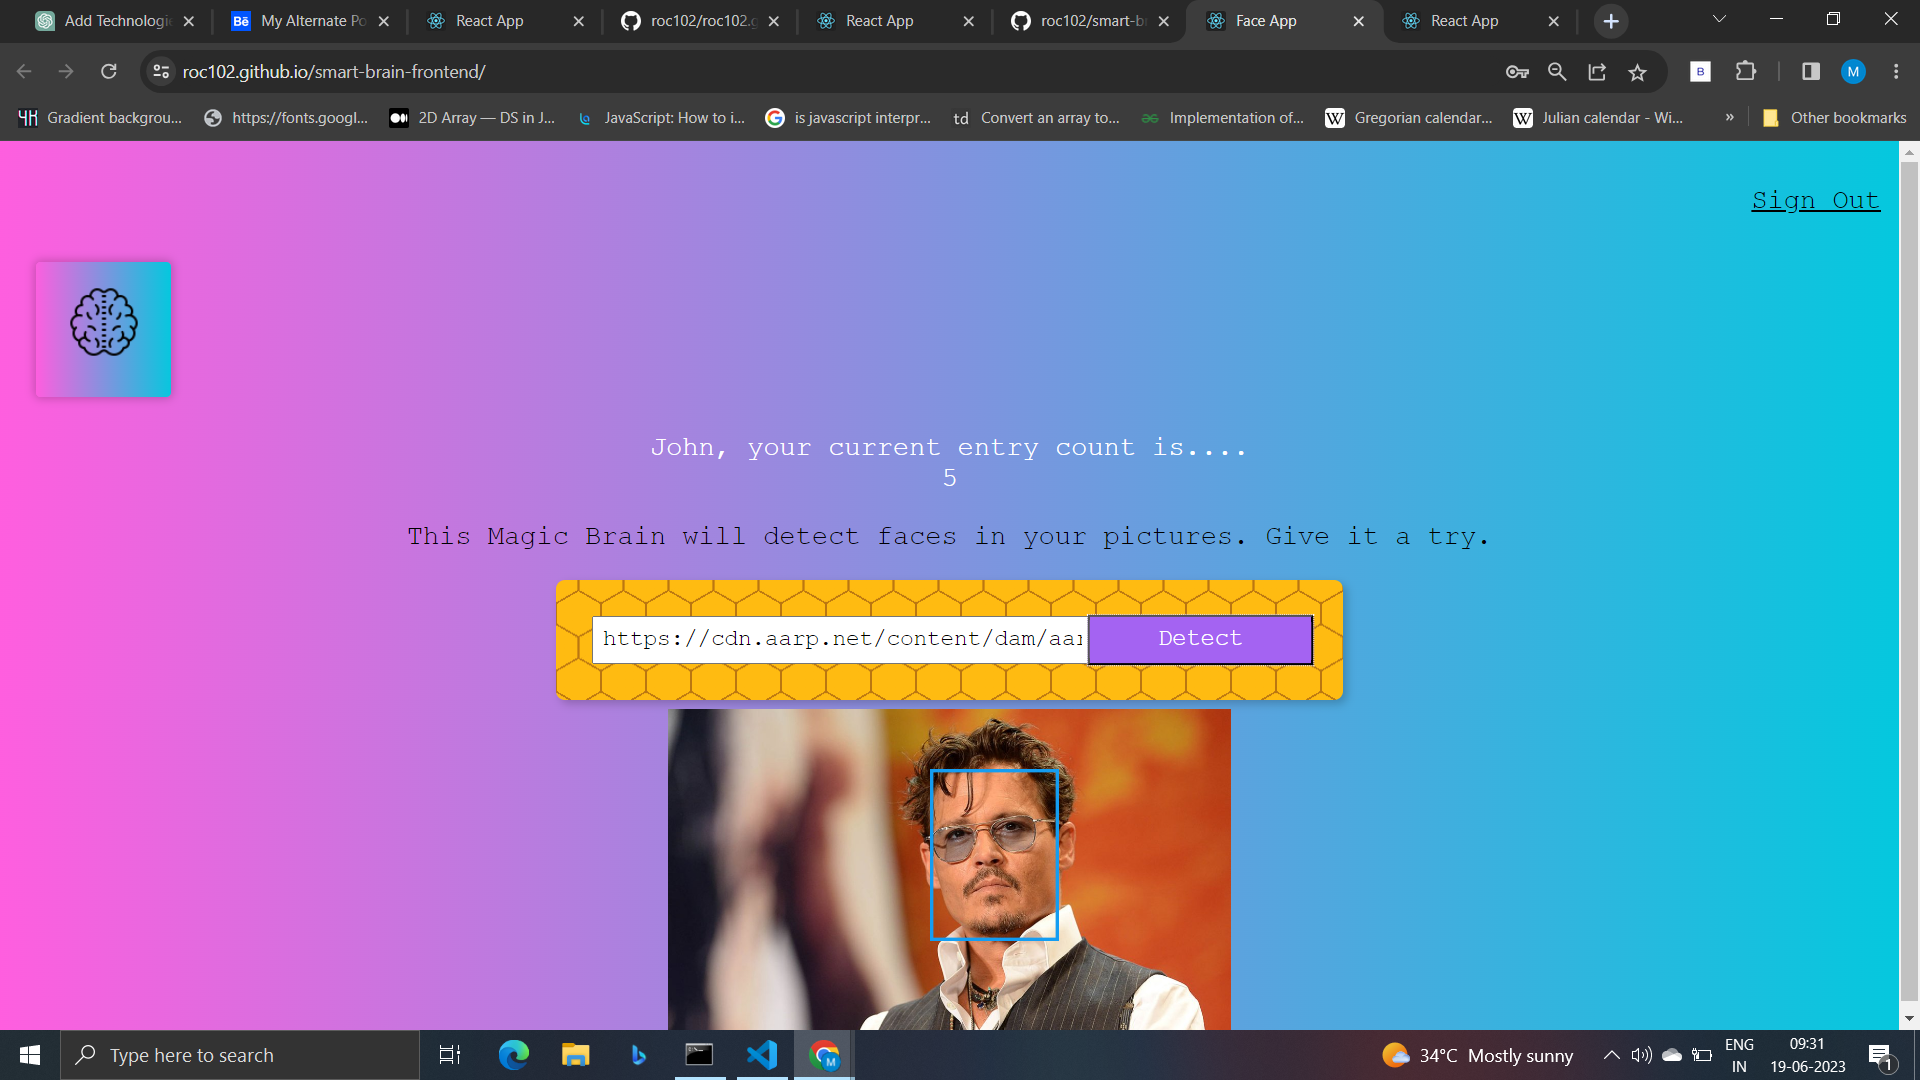 Add Technologi
My Alternate Po
React App
roc102/roc102.g
React App
roc102/smart-b
Face App
React App
roc102.github.io/smart-brain-frontend/
B
M
Gradient backgrou...
https://fonts.googl...
2D Array — DS in J...
JavaScript: How to i...
is javascript interpr...
td
Convert an array to...
Implementation of...
W
Gregorian calendar...
W
Julian calendar - Wi...
»
Other bookmarks
Sign Out
John, your current entry count is....
5
This Magic Brain will detect faces in your pictures. Give it a try.
https://cdn.aarp.net/content/dam/aar
Detect
Type here to search
34°C Mostly sunny
ENG
IN
09:31
19-06-2023
1